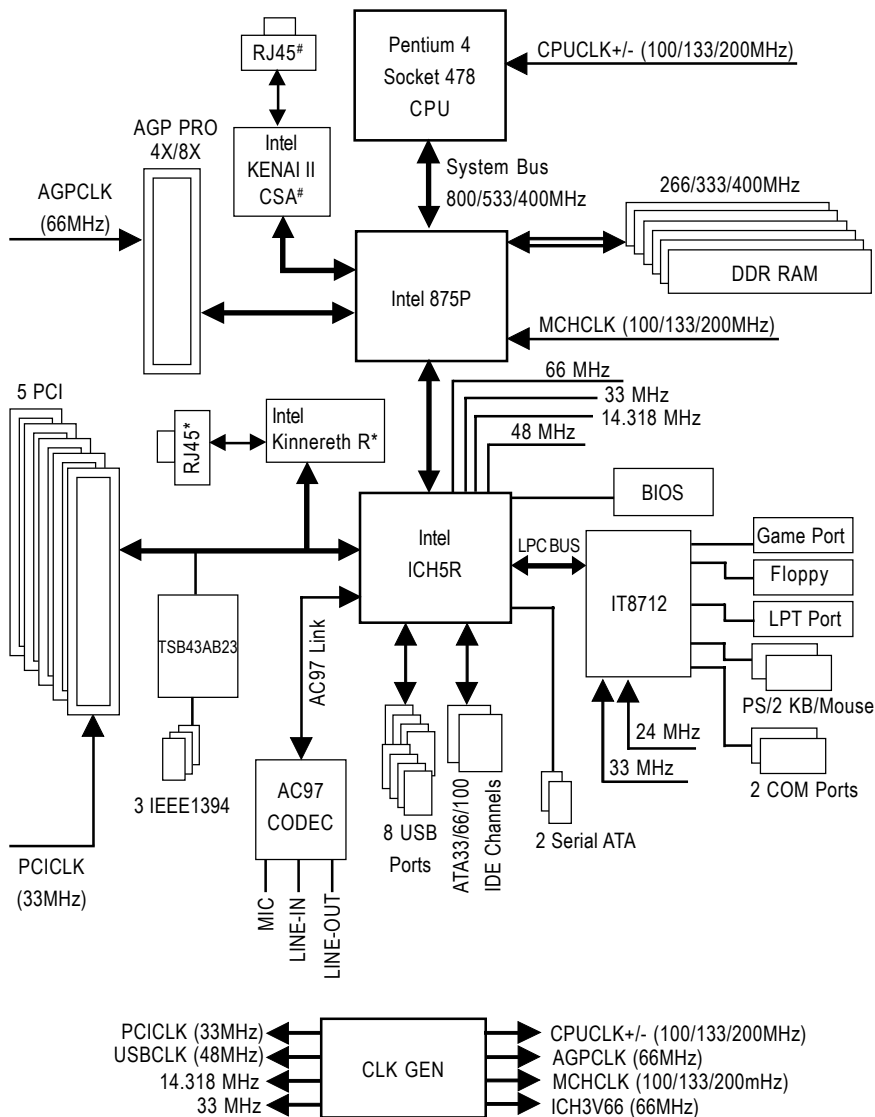 RJ45#
Pentium 4
Socket 478
CPU
CPUCLK+/- (100/133/200MHz)
AGP PRO
4X/8X
Intel
KENAI II
CSA#
System Bus
800/533/400MHz
AGPCLK
(66MHz)
266/333/400MHz
DDR RAM
Intel 875P
MCHCLK (100/133/200MHz)
66 MHz
33 MHz
14.318 MHz
48 MHz
5 PCI
RJ45*
Intel
Kinnereth R*
BIOS
Intel
ICH5R
LPC BUS
IT8712
Game Port
Floppy
LPT Port
PS/2 KB/Mouse
2 COM Ports
24 MHz
33 MHz
TSB43AB23
3 IEEE1394
AC97 Link
AC97
CODEC
MIC
LINE-IN
LINE-OUT
8 USB
Ports
ATA33/66/100
IDE Channels
2 Serial ATA
PCICLK
(33MHz)
PCICLK (33MHz)
USBCLK (48MHz)
14.318 MHz
33 MHz
CLK GEN
CPUCLK+/- (100/133/200MHz)
AGPCLK (66MHz)
MCHCLK (100/133/200mHz)
ICH3V66 (66MHz)